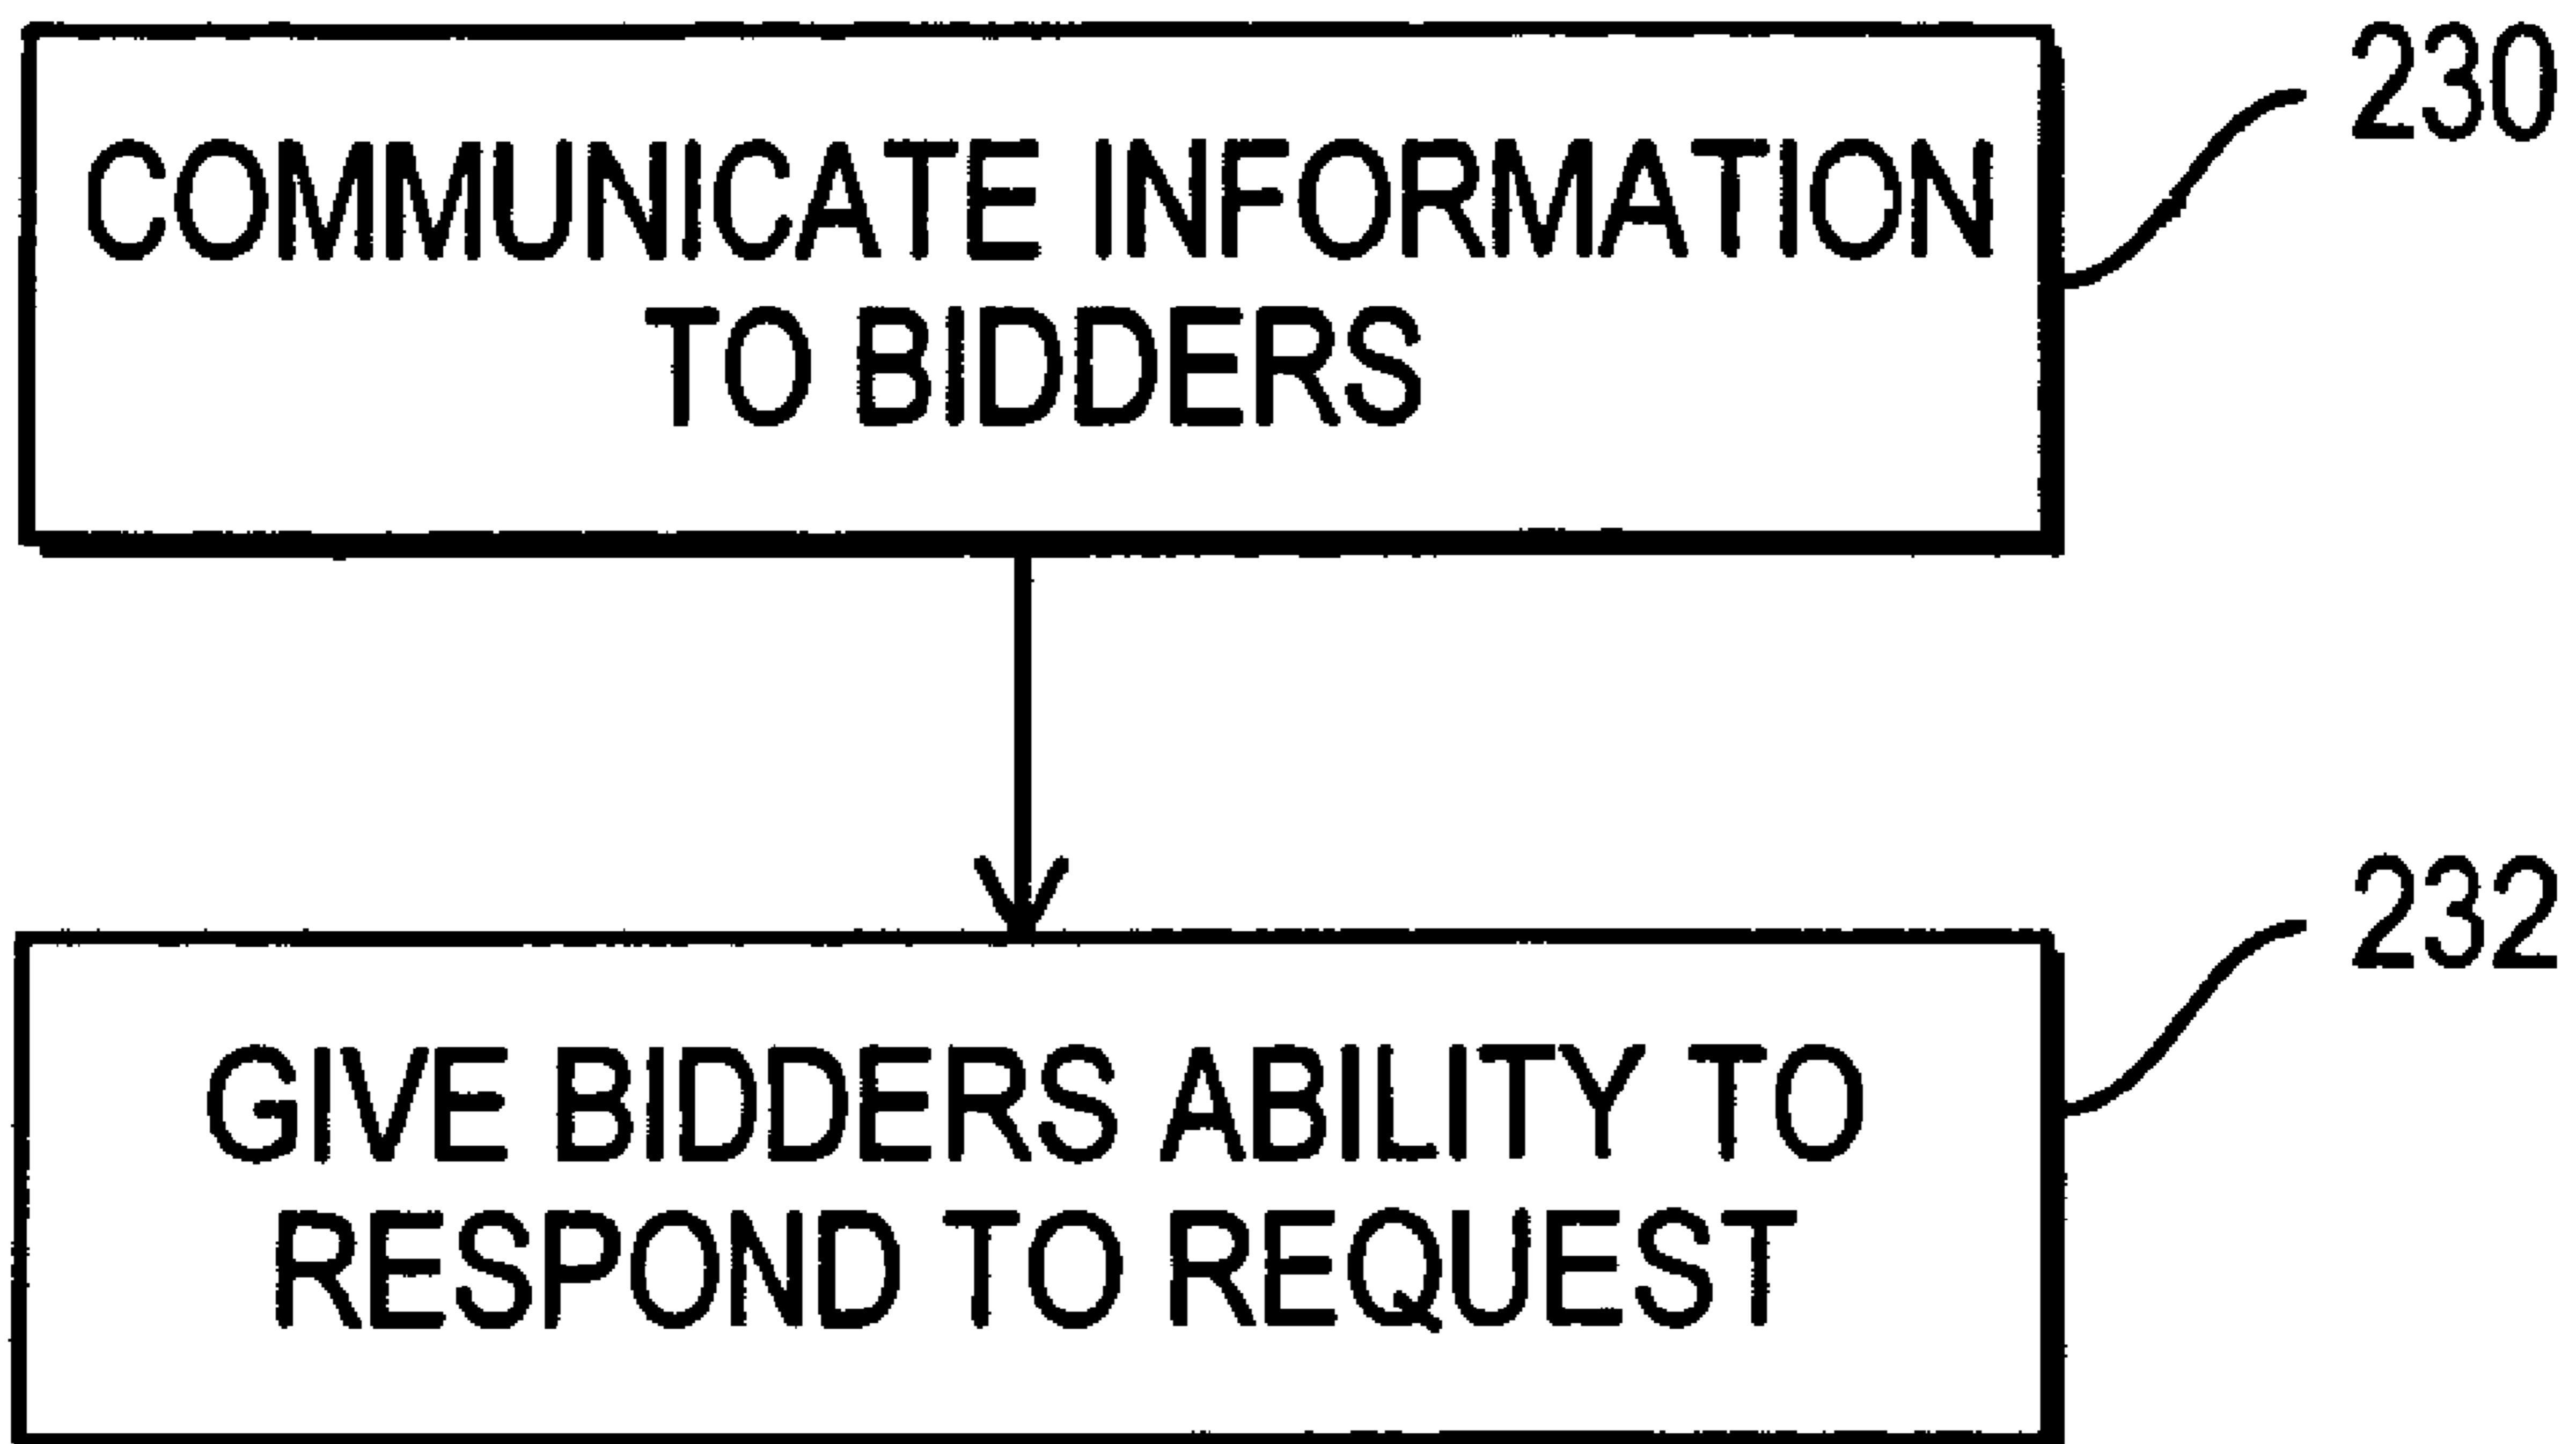 COMMUNICATE INFORMATION
TO BIDDERS
230
GIVE BIDDERS ABILITY TO
RESPOND TO REQUEST
232